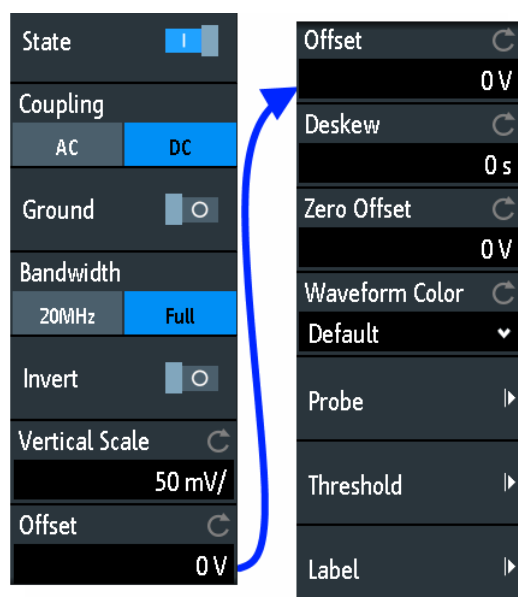 State
Coupling
AC DC
Ground
Bandwidth
20MHz Full
Invert
Vertical Scale
50 mV/
Offset
0 V
Offset
0 V
Deskew
0 s
Zero Offset
0 V
Waveform Color
Default
Probe
Threshold
Label